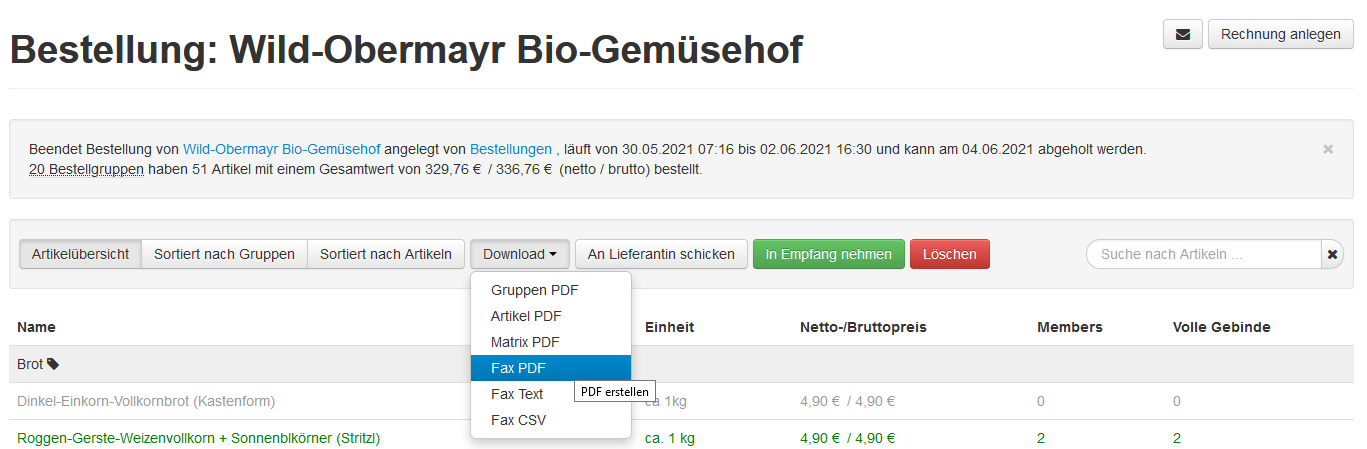 Bestellung: Wild-Obermayr Bio-Gemüsehof
Rechnung anlegen
Beendet Bestellung von Wild-Obermayr Bio-Gemüsehof angelegt von Bestellungen , läuft von 30.05.2021 07:16 bis 02.06.2021 16:30 und kann am 04.06.2021 abgeholt werden.
20 Bestellgruppen haben 51 Artikel mit einem Gesamtwert von 329,76 € / 336,76 € (netto / brutto) bestellt.
Artikelübersicht Sortiert nach Gruppen Sortiert nach Artikeln Download An Lieferantin schicken In Empfang nehmen Löschen Suche nach Artikeln ...
Gruppen PDF
Artikel PDF
Matrix PDF
Fax PDF
PDF erstellen
Fax Text
Fax CSV
Name Einheit Netto-/Bruttopreis Members Volle Gebinde
Brot
Dinkel-Einkorn-Vollkornbrot (Kastenform) ca 1kg 4,90 € / 4,90 € 0 0
Roggen-Gerste-Weizenvollkorn + Sonnenblkörner (Stritzl) ca. 1 kg 4,90 € / 4,90 € 2 2